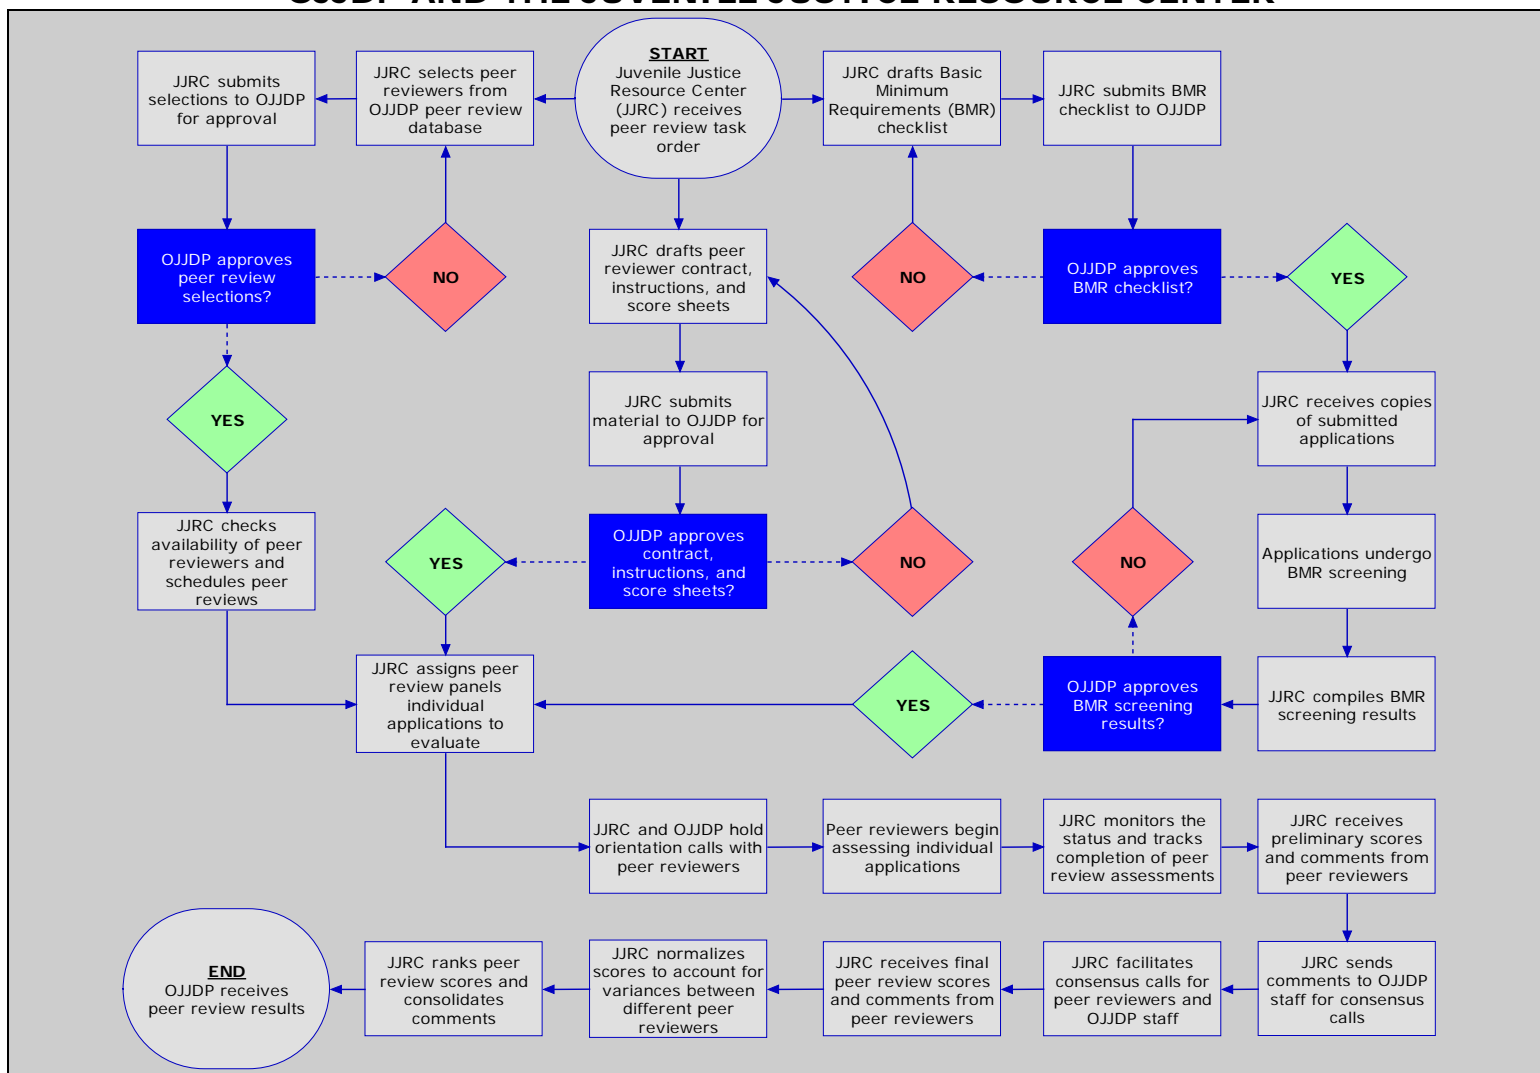 OJJDP AND THE JUVENILE JUSTICE RESOURCE CENTER
START
Juvenile Justice
Resource Center
(JJRC) receives
peer review task
order
JJRC selects peer
reviewers from
OJJDP peer review
database
JJRC submits
selections to OJJDP
for approval
JJRC drafts Basic
Minimum
Requirements (BMR)
checklist
JJRC submits BMR
checklist to OJJDP
OJJDP approves
peer review
selections?
NO
JJRC drafts peer
reviewer contract,
instructions, and
score sheets
NO
OJJDP approves
BMR checklist?
YES
YES
JJRC submits
material to OJJDP for
approval
JJRC receives copies
of submitted
applications
JJRC checks
availability of peer
reviewers and
schedules peer
reviews
YES
OJJDP approves
contract,
instructions, and
score sheets?
NO
NO
Applications undergo
BMR screening
JJRC assigns peer
review panels
individual
applications to
evaluate
YES
OJJDP approves
BMR screening
results?
JJRC compiles BMR
screening results
JJRC and OJJDP hold
orientation calls with
peer reviewers
Peer reviewers begin
assessing individual
applications
JJRC monitors the
status and tracks
completion of peer
review assessments
JJRC receives
preliminary scores
and comments from
peer reviewers
JJRC sends
comments to OJJDP
staff for consensus
calls
JJRC facilitates
consensus calls for
peer reviewers and
OJJDP staff
JJRC receives final
peer review scores
and comments from
peer reviewers
JJRC normalizes
scores to account for
variances between
different peer
reviewers
JJRC ranks peer
review scores and
consolidates
comments
END
OJJDP receives
peer review results